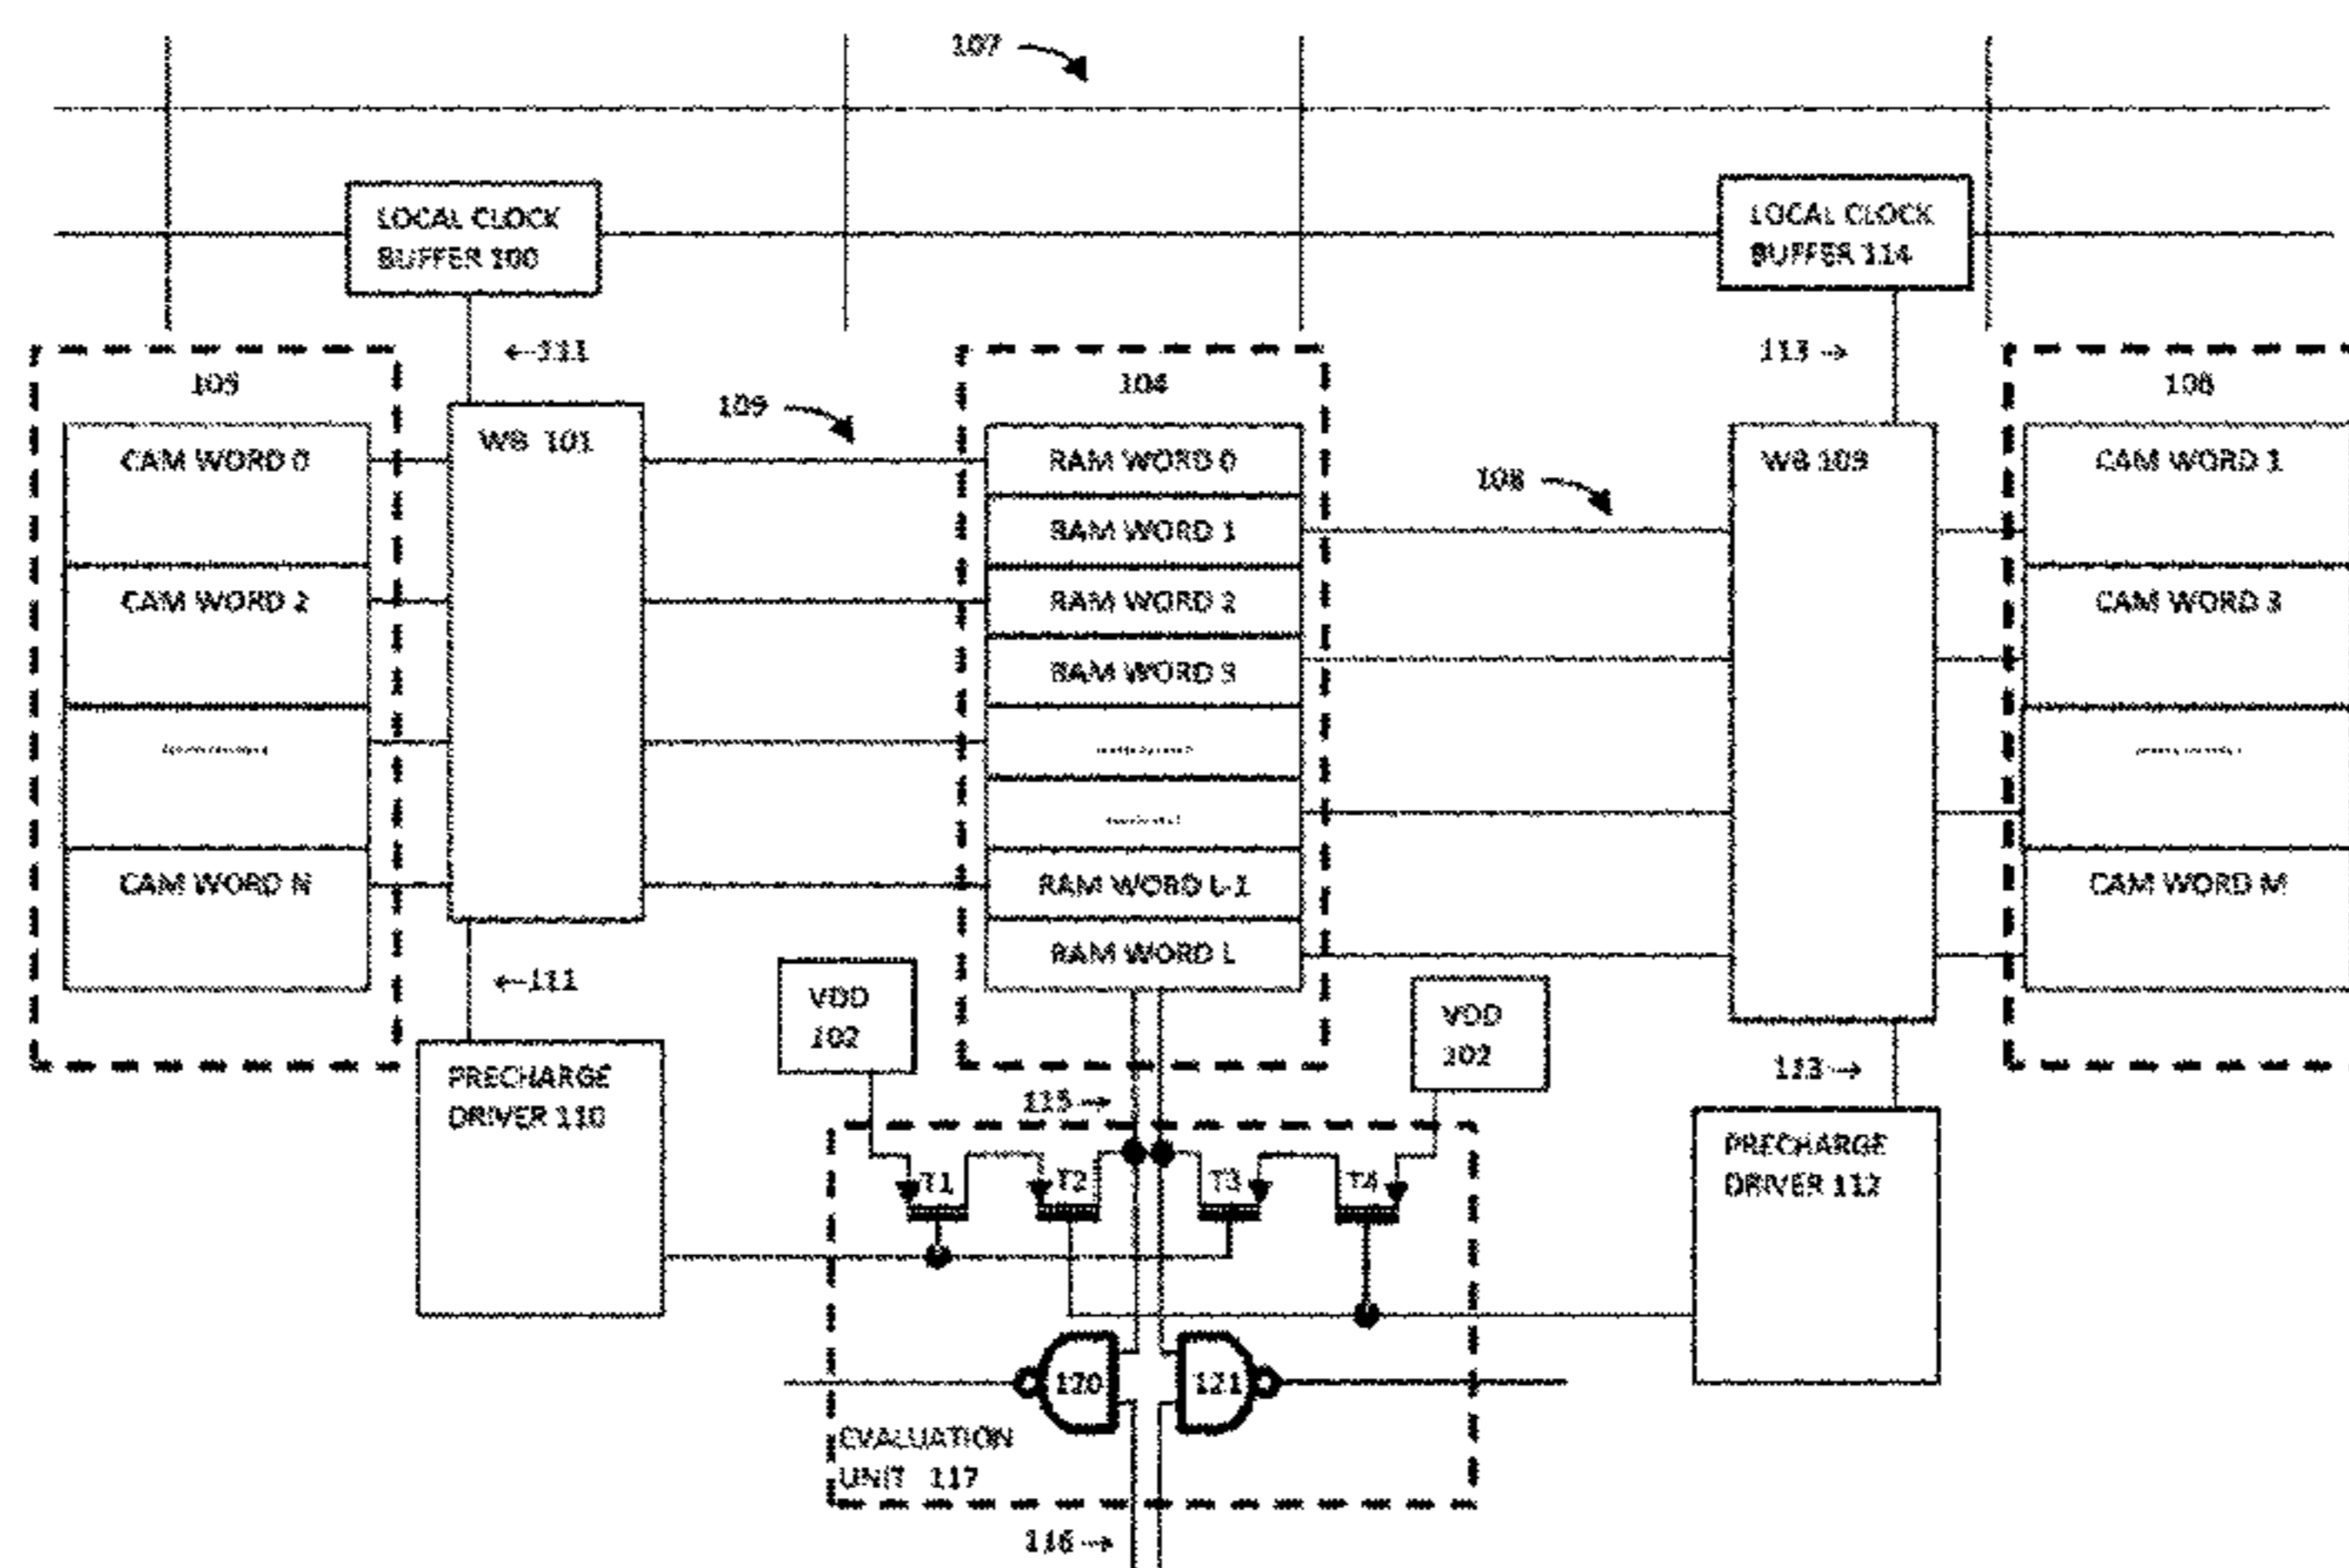 107
LOCAL CLOCK
BUFFER 100
LOCAL CLOCK
BUFFER 114
←111
113→
105
109
104
106
CAM WORD 0
WB 101
RAM WORD 0
108
WB 103
CAM WORD 1
RAM WORD 1
CAM WORD 2
RAM WORD 2
CAM WORD 3
RAM WORD 3
CAM WORD N
RAM WORD L-1
CAM WORD M
RAM WORD L
←111
VDD
102
VDD
102
113→
PRECHARGE
DRIVER 110
115→
PRECHARGE
DRIVER 112
T1
T2
T3
T4
120
121
EVALUATION
UNIT 117
116→